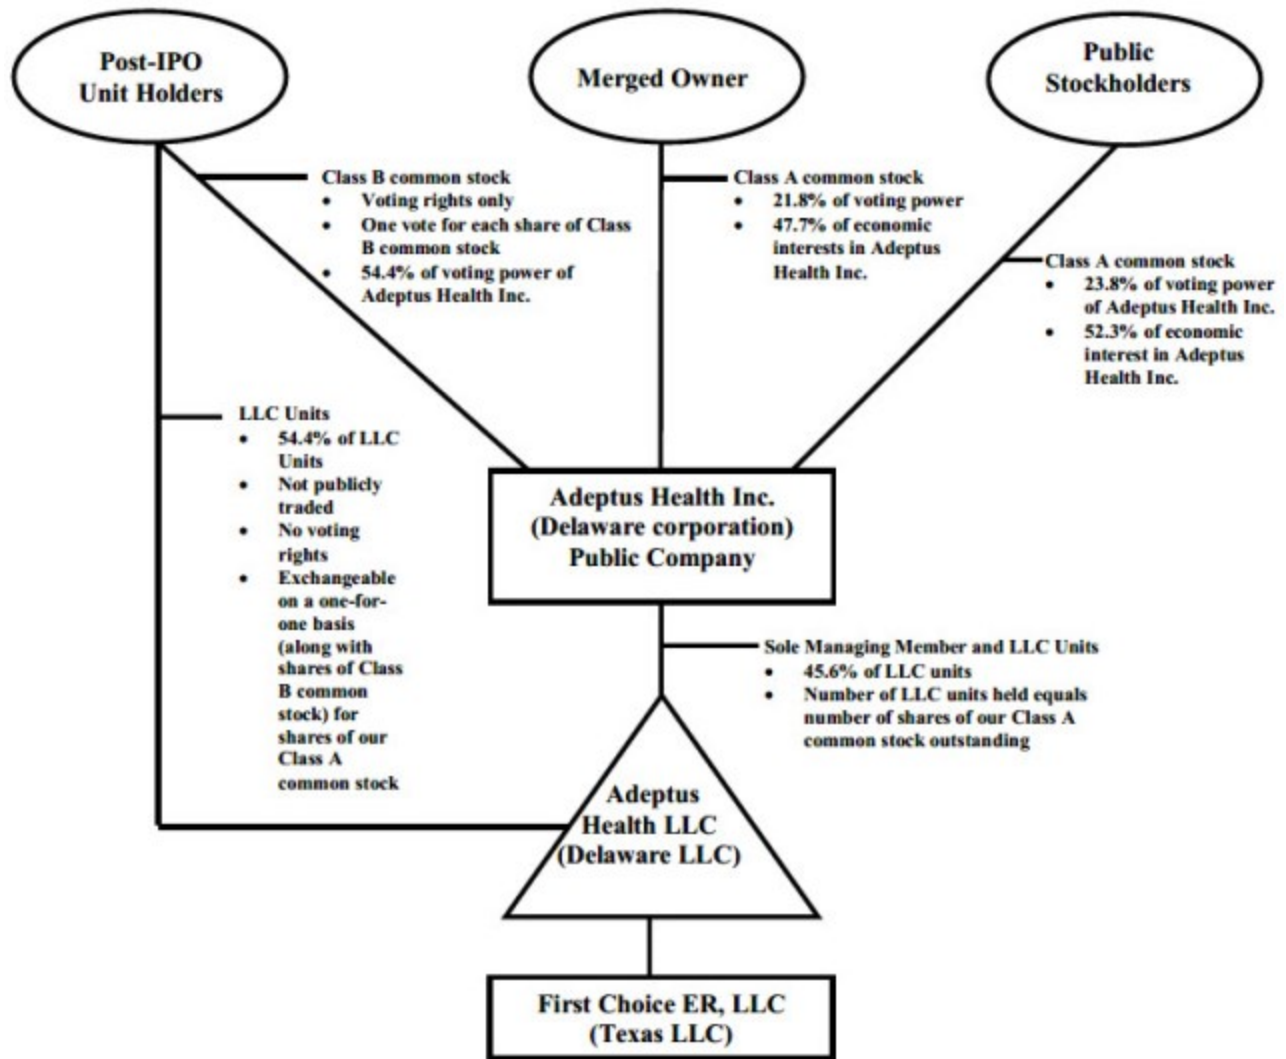 Post-IPO
Unit Holders
Merged Owner
Public
Stockholders
Class B common stock
• Voting rights only
• One vote for each share of Class
B common stock
• 54.4% of voting power of
Adeptus Health Inc.
Class A common stock
• 21.8% of voting power
• 47.7% of economic
interests in Adeptus
Health Inc.
Class A common stock
• 23.8% of voting power
of Adeptus Health Inc.
• 52.3% of economic
interest in Adeptus
Health Inc.
LLC Units
• 54.4% of LLC
Units
• Not publicly
traded
• No voting
rights
• Exchangeable
on a one-for-
one basis
(along with
shares of Class
B common
stock) for
shares of our
Class A
common stock
Adeptus Health Inc.
(Delaware corporation)
Public Company
Sole Managing Member and LLC Units
• 45.6% of LLC units
• Number of LLC units held equals
number of shares of our Class A
common stock outstanding
Adeptus
Health LLC
(Delaware LLC)
First Choice ER, LLC
(Texas LLC)